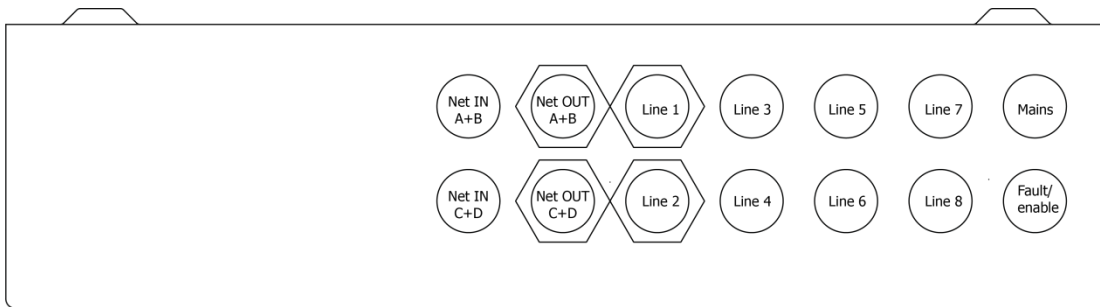 Net IN
A+B
Net OUT
A+B
Line 1
Line 3
Line 5
Line 7
Mains
Net IN
C+D
Net OUT
C+D
Line 2
Line 4
Line 6
Line 8
Fault/
enable